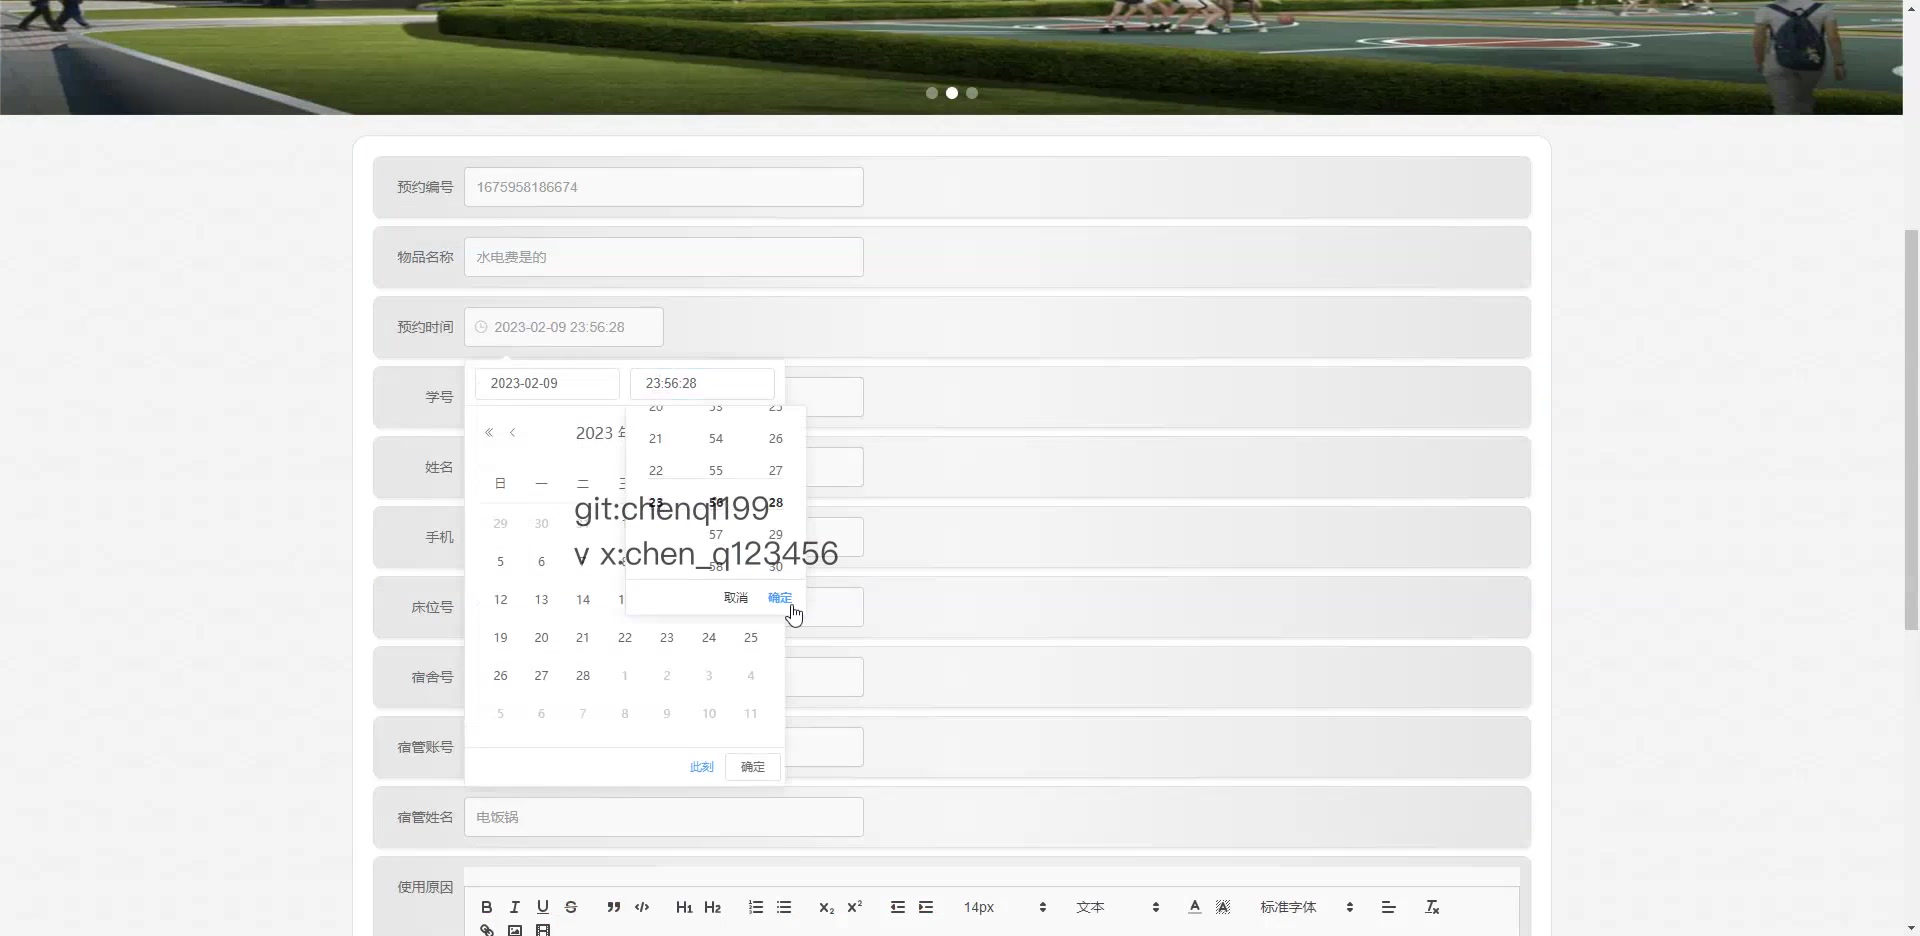 预约编号 1675958186674
物品名称 水电费是的
预约时间 2023-02-09 23:56:28
2023-02-09 23:56:28
学号
20 53 25
2023 年
21 54 26
姓名
22 55 27
日 一 二 三
23 56 28
git:chenqi199
29 30
57 29
手机
v x:chen_q123456
5 6 7 8
58 30
12 13 14
取消 确定
床位号
19 20 21 22 23 24 25
宿舍号
26 27 28 1 2 3 4
5 6 7 8 9 10 11
宿管账号
此刻 确定
宿管姓名 电饭锅
使用原因
B I U S ” </> H1 H2 X2 X² 14px 文本 A A 标准字体 Tx